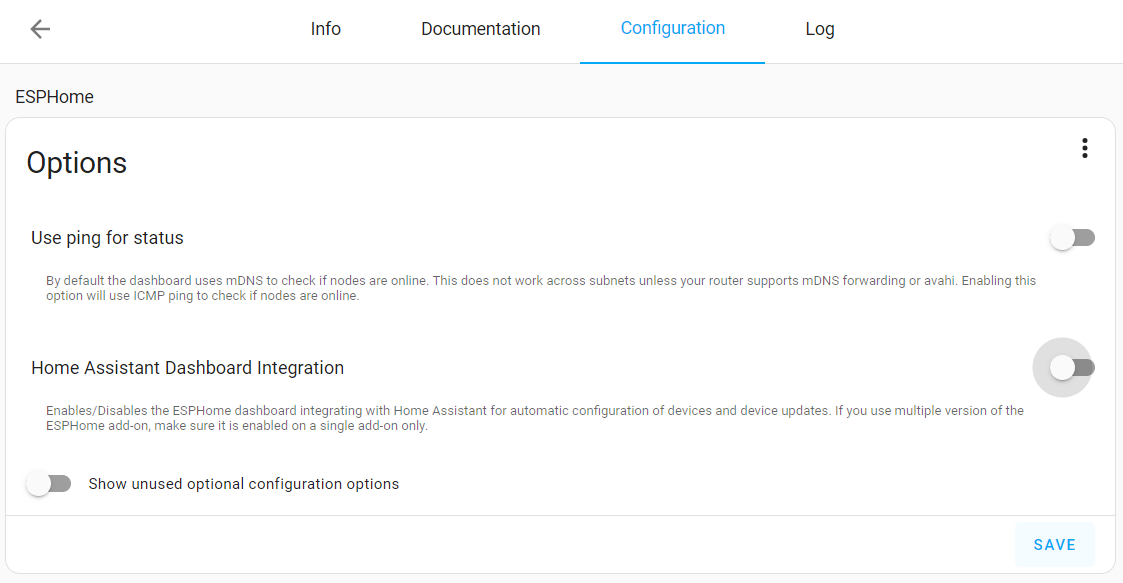 Info Documentation Configuration Log
ESPHome
Options
Use ping for status
By default the dashboard uses mDNS to check if nodes are online. This does not work across subnets unless your router supports mDNS forwarding or avahi. Enabling this
option will use ICMP ping to check if nodes are online.
Home Assistant Dashboard Integration
Enables/Disables the ESPHome dashboard integrating with Home Assistant for automatic configuration of devices and device updates. If you use multiple version of the
ESPHome add-on, make sure it is enabled on a single add-on only.
Show unused optional configuration options
SAVE